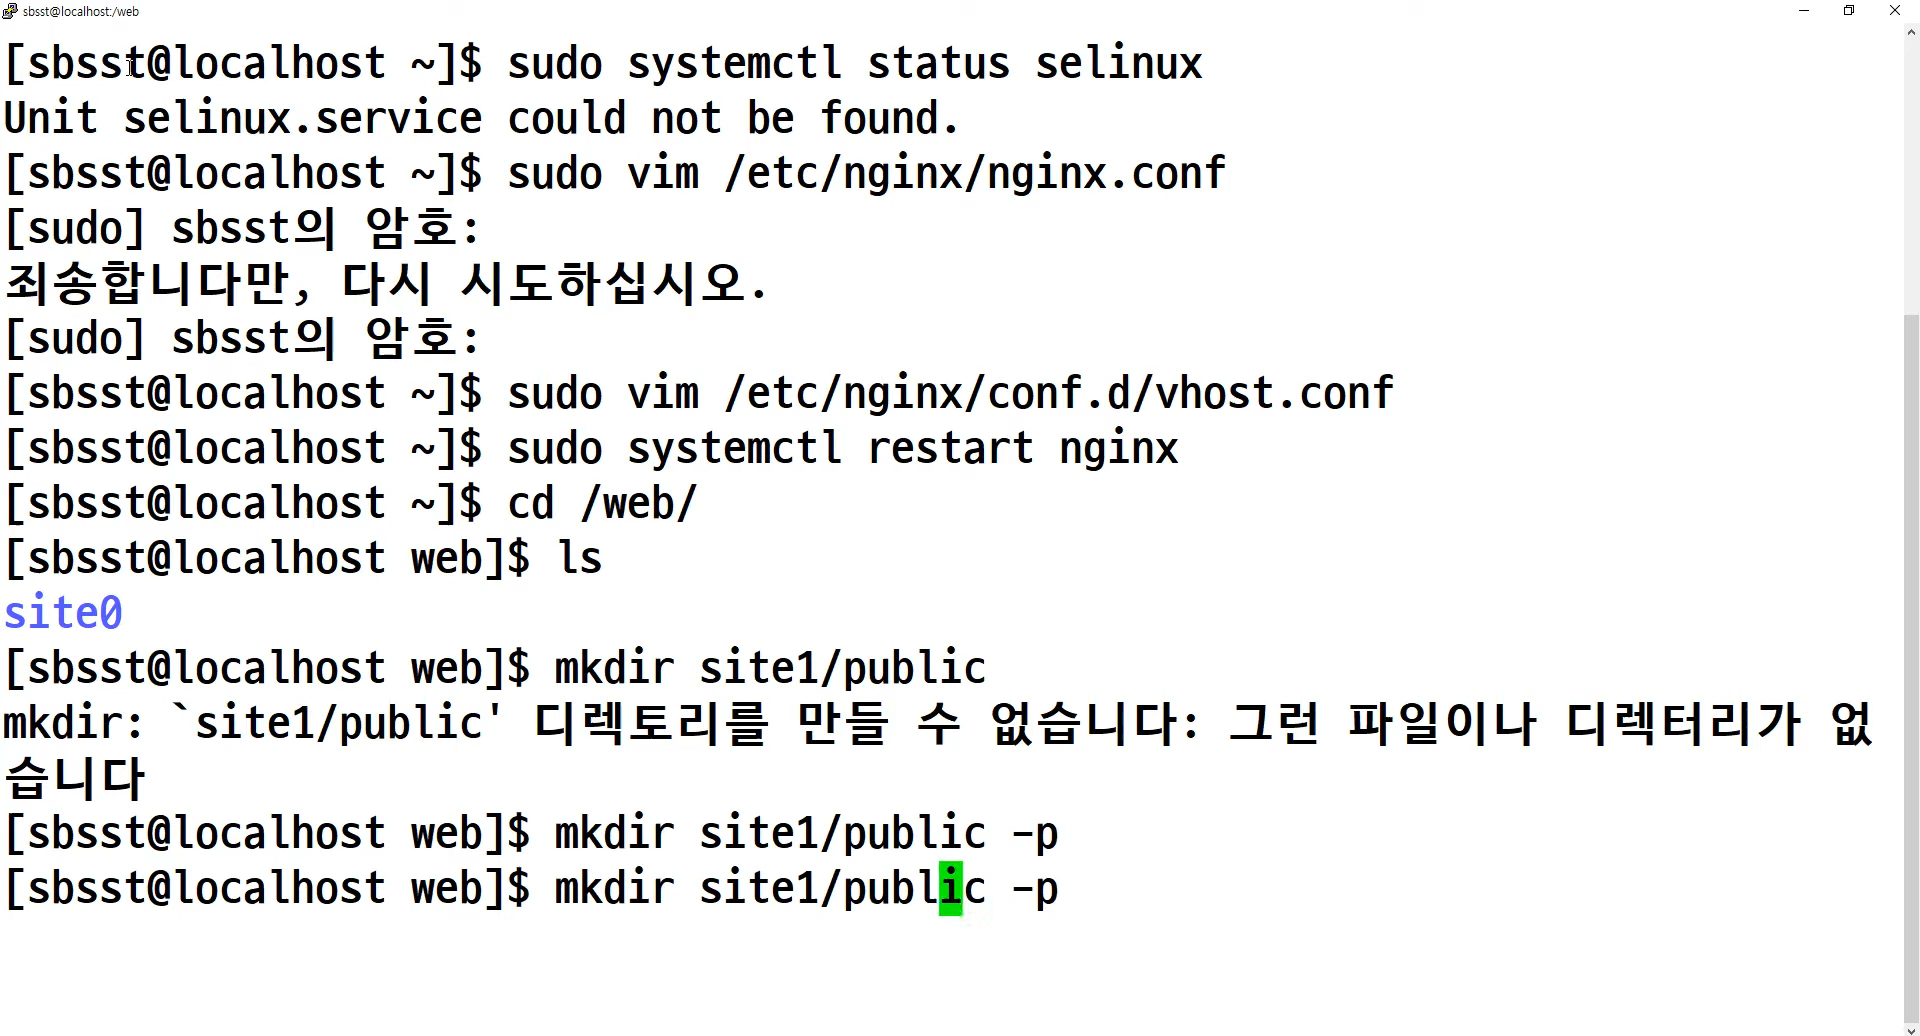 sbsst@localhost:/web
[sbsst@localhost ~]$ sudo systemctl status selinux
Unit selinux.service could not be found.
[sbsst@localhost ~]$ sudo vim /etc/nginx/nginx.conf
[sudo] sbsst의 암호:
죄송합니다만, 다시 시도하십시오.
[sudo] sbsst의 암호:
[sbsst@localhost ~]$ sudo vim /etc/nginx/conf.d/vhost.conf
[sbsst@localhost ~]$ sudo systemctl restart nginx
[sbsst@localhost ~]$ cd /web/
[sbsst@localhost web]$ ls
site0
[sbsst@localhost web]$ mkdir site1/public
mkdir: `site1/public' 디렉토리를 만들 수 없습니다: 그런 파일이나 디렉터리가 없
습니다
[sbsst@localhost web]$ mkdir site1/public -p
[sbsst@localhost web]$ mkdir site1/public -p